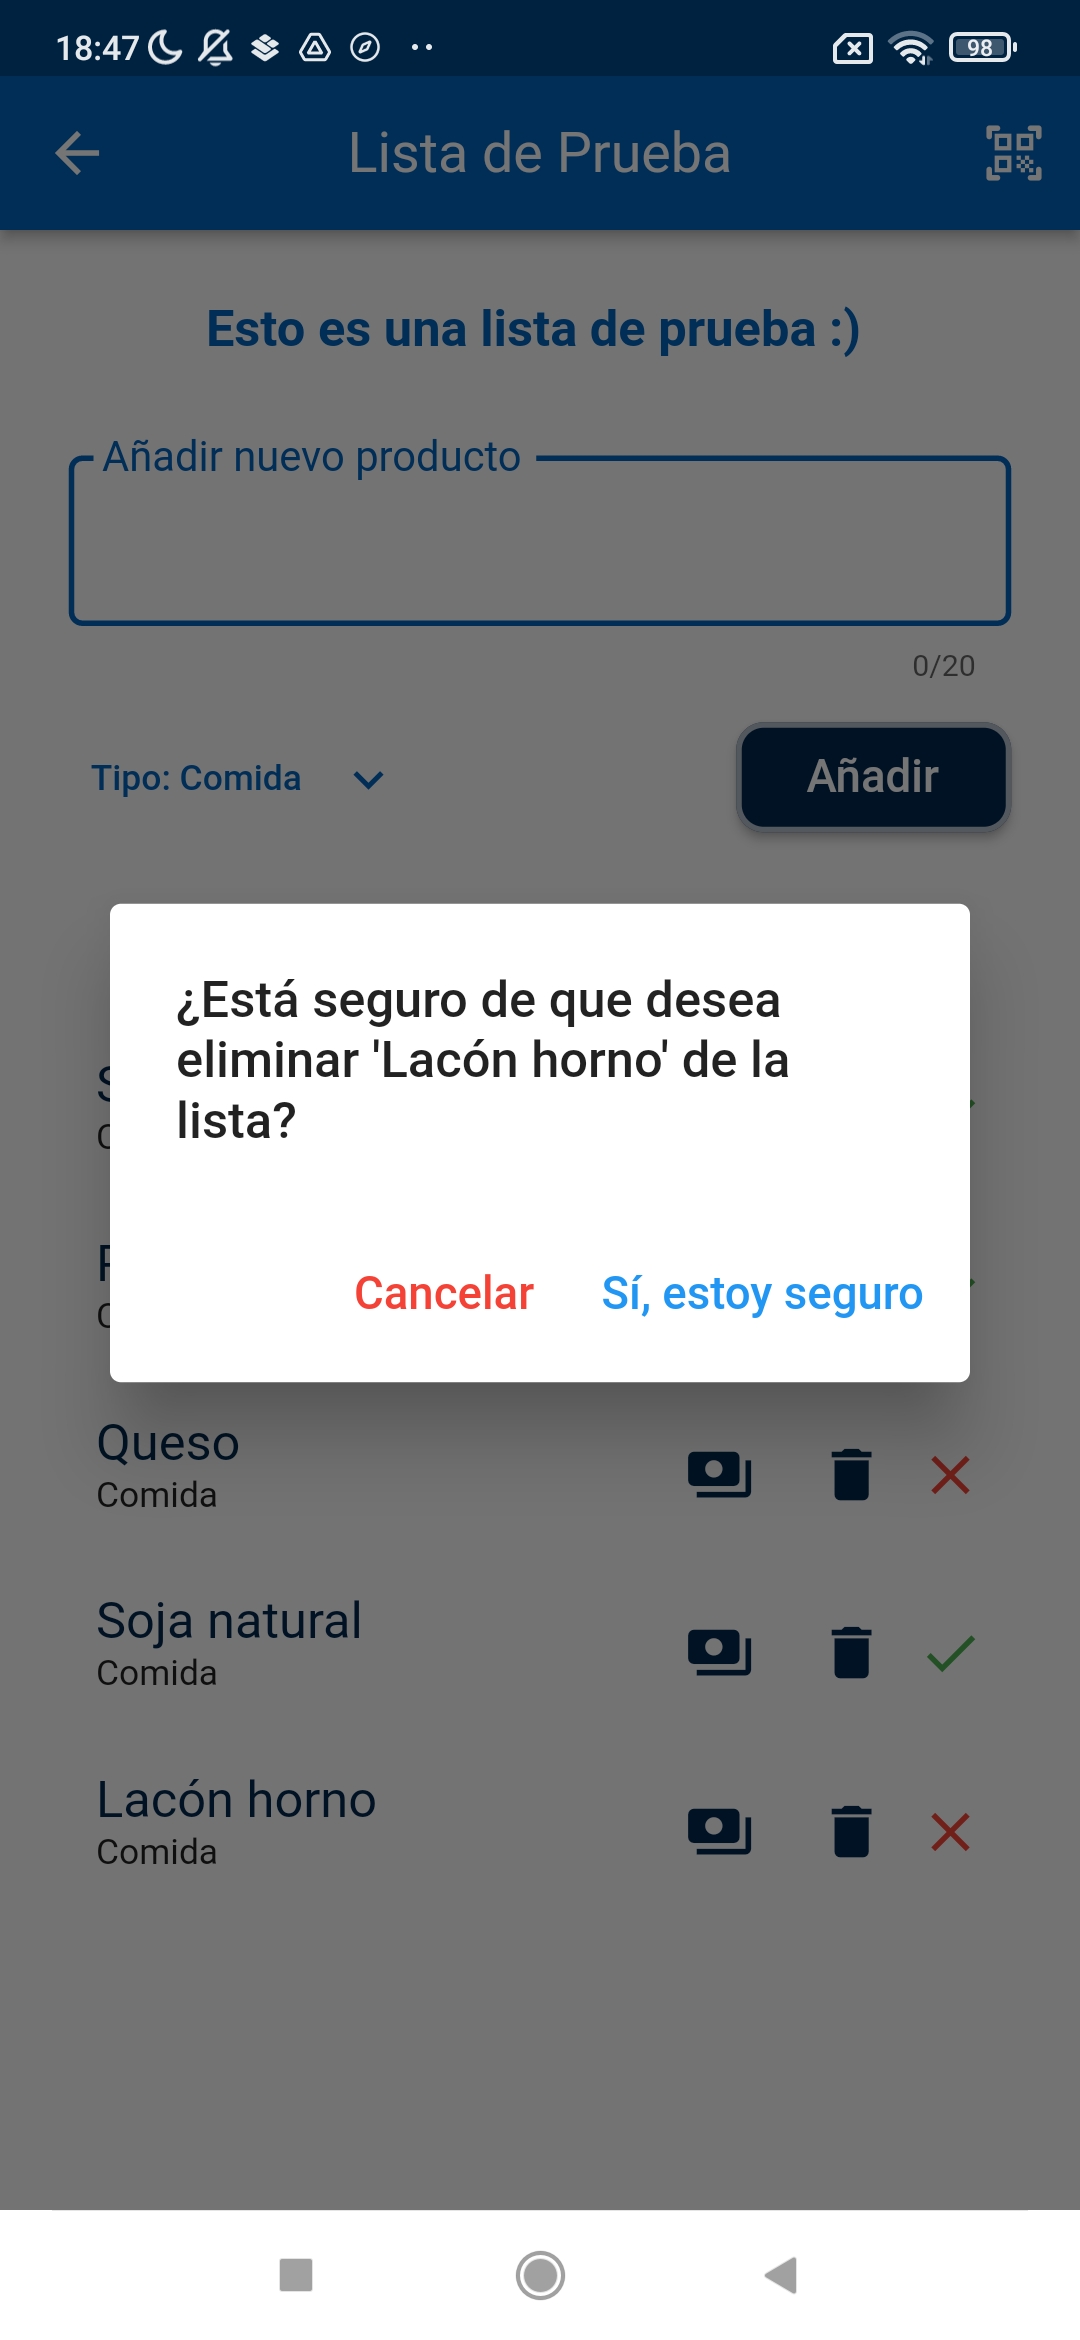 18:47
98
Lista de Prueba
Esto es una lista de prueba :)
Añadir nuevo producto
0/20
Tipo: Comida
Añadir
¿Está seguro de que desea
eliminar 'Lacón horno' de la
lista?
Cancelar
Sí, estoy seguro
Queso
Comida
Soja natural
Comida
Lacón horno
Comida